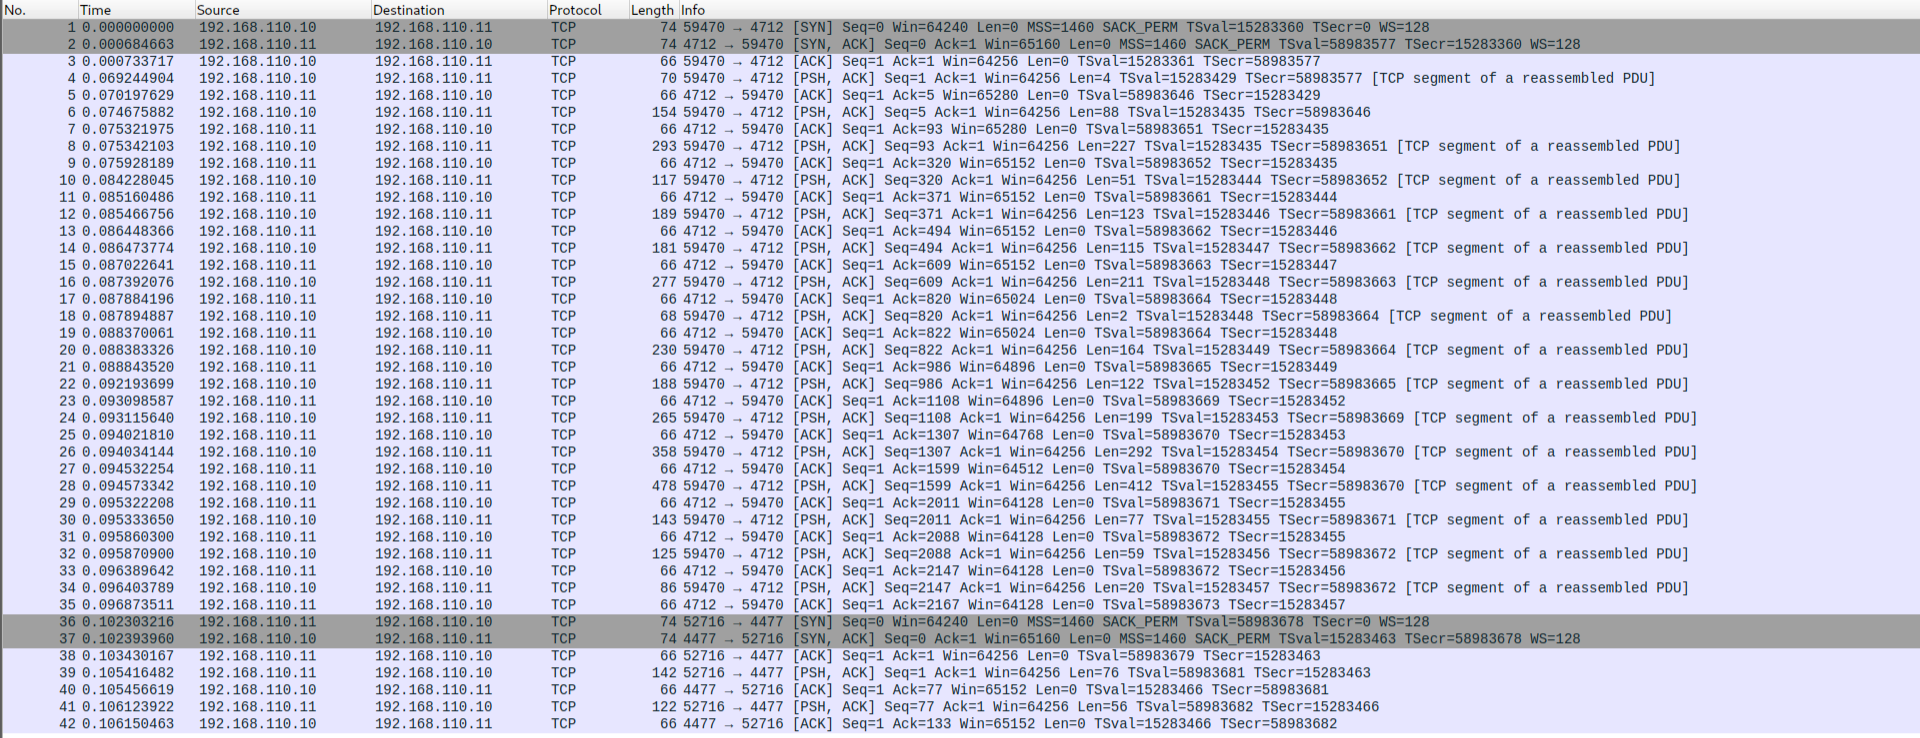 No. Time Source Destination Protocol Length Info
1 0.000000000 192.168.110.10 192.168.110.11 TCP 74 59470 → 4712 [SYN] Seq=0 Win=64240 Len=0 MSS=1460 SACK_PERM TSval=15283360 TSecr=0 WS=128
2 0.000684663 192.168.110.11 192.168.110.10 TCP 74 4712 → 59470 [SYN, ACK] Seq=0 Ack=1 Win=65160 Len=0 MSS=1460 SACK_PERM TSval=58983577 TSecr=15283360 WS=128
3 0.000733717 192.168.110.10 192.168.110.11 TCP 66 59470 → 4712 [ACK] Seq=1 Ack=1 Win=64256 Len=0 TSval=15283361 TSecr=58983577
4 0.069244904 192.168.110.10 192.168.110.11 TCP 70 59470 → 4712 [PSH, ACK] Seq=1 Ack=1 Win=64256 Len=4 TSval=15283429 TSecr=58983577 [TCP segment of a reassembled PDU]
5 0.070197629 192.168.110.11 192.168.110.10 TCP 66 4712 → 59470 [ACK] Seq=1 Ack=5 Win=65280 Len=0 TSval=58983646 TSecr=15283429
6 0.074675882 192.168.110.10 192.168.110.11 TCP 154 59470 → 4712 [PSH, ACK] Seq=5 Ack=1 Win=64256 Len=88 TSval=15283435 TSecr=58983646
7 0.075321975 192.168.110.11 192.168.110.10 TCP 66 4712 → 59470 [ACK] Seq=1 Ack=93 Win=65280 Len=0 TSval=58983651 TSecr=15283435
8 0.075342103 192.168.110.10 192.168.110.11 TCP 293 59470 → 4712 [PSH, ACK] Seq=93 Ack=1 Win=64256 Len=227 TSval=15283435 TSecr=58983651 [TCP segment of a reassembled PDU]
9 0.075928189 192.168.110.11 192.168.110.10 TCP 66 4712 → 59470 [ACK] Seq=1 Ack=320 Win=65152 Len=0 TSval=58983652 TSecr=15283435
10 0.084228045 192.168.110.10 192.168.110.11 TCP 117 59470 → 4712 [PSH, ACK] Seq=320 Ack=1 Win=64256 Len=51 TSval=15283444 TSecr=58983652 [TCP segment of a reassembled PDU]
11 0.085160486 192.168.110.11 192.168.110.10 TCP 66 4712 → 59470 [ACK] Seq=1 Ack=371 Win=65152 Len=0 TSval=58983661 TSecr=15283444
12 0.085466756 192.168.110.10 192.168.110.11 TCP 189 59470 → 4712 [PSH, ACK] Seq=371 Ack=1 Win=64256 Len=123 TSval=15283446 TSecr=58983661 [TCP segment of a reassembled PDU]
13 0.086448366 192.168.110.11 192.168.110.10 TCP 66 4712 → 59470 [ACK] Seq=1 Ack=494 Win=65152 Len=0 TSval=58983662 TSecr=15283446
14 0.086473774 192.168.110.10 192.168.110.11 TCP 181 59470 → 4712 [PSH, ACK] Seq=494 Ack=1 Win=64256 Len=115 TSval=15283447 TSecr=58983662 [TCP segment of a reassembled PDU]
15 0.087022641 192.168.110.11 192.168.110.10 TCP 66 4712 → 59470 [ACK] Seq=1 Ack=609 Win=65152 Len=0 TSval=58983663 TSecr=15283447
16 0.087392076 192.168.110.10 192.168.110.11 TCP 277 59470 → 4712 [PSH, ACK] Seq=609 Ack=1 Win=64256 Len=211 TSval=15283448 TSecr=58983663 [TCP segment of a reassembled PDU]
17 0.087884196 192.168.110.11 192.168.110.10 TCP 66 4712 → 59470 [ACK] Seq=1 Ack=820 Win=65024 Len=0 TSval=58983664 TSecr=15283448
18 0.087894887 192.168.110.10 192.168.110.11 TCP 68 59470 → 4712 [PSH, ACK] Seq=820 Ack=1 Win=64256 Len=2 TSval=15283448 TSecr=58983664 [TCP segment of a reassembled PDU]
19 0.088370061 192.168.110.11 192.168.110.10 TCP 66 4712 → 59470 [ACK] Seq=1 Ack=822 Win=65024 Len=0 TSval=58983664 TSecr=15283448
20 0.088383326 192.168.110.10 192.168.110.11 TCP 230 59470 → 4712 [PSH, ACK] Seq=822 Ack=1 Win=64256 Len=164 TSval=15283449 TSecr=58983664 [TCP segment of a reassembled PDU]
21 0.088843520 192.168.110.11 192.168.110.10 TCP 66 4712 → 59470 [ACK] Seq=1 Ack=986 Win=64896 Len=0 TSval=58983665 TSecr=15283449
22 0.092193699 192.168.110.10 192.168.110.11 TCP 188 59470 → 4712 [PSH, ACK] Seq=986 Ack=1 Win=64256 Len=122 TSval=15283452 TSecr=58983665 [TCP segment of a reassembled PDU]
23 0.093098587 192.168.110.11 192.168.110.10 TCP 66 4712 → 59470 [ACK] Seq=1 Ack=1108 Win=64896 Len=0 TSval=58983669 TSecr=15283452
24 0.093115640 192.168.110.10 192.168.110.11 TCP 265 59470 → 4712 [PSH, ACK] Seq=1108 Ack=1 Win=64256 Len=199 TSval=15283453 TSecr=58983669 [TCP segment of a reassembled PDU]
25 0.094021810 192.168.110.11 192.168.110.10 TCP 66 4712 → 59470 [ACK] Seq=1 Ack=1307 Win=64768 Len=0 TSval=58983670 TSecr=15283453
26 0.094034144 192.168.110.10 192.168.110.11 TCP 358 59470 → 4712 [PSH, ACK] Seq=1307 Ack=1 Win=64256 Len=292 TSval=15283454 TSecr=58983670 [TCP segment of a reassembled PDU]
27 0.094532254 192.168.110.11 192.168.110.10 TCP 66 4712 → 59470 [ACK] Seq=1 Ack=1599 Win=64512 Len=0 TSval=58983670 TSecr=15283454
28 0.094573342 192.168.110.10 192.168.110.11 TCP 478 59470 → 4712 [PSH, ACK] Seq=1599 Ack=1 Win=64256 Len=412 TSval=15283455 TSecr=58983670 [TCP segment of a reassembled PDU]
29 0.095322208 192.168.110.11 192.168.110.10 TCP 66 4712 → 59470 [ACK] Seq=1 Ack=2011 Win=64128 Len=0 TSval=58983671 TSecr=15283455
30 0.095333650 192.168.110.10 192.168.110.11 TCP 143 59470 → 4712 [PSH, ACK] Seq=2011 Ack=1 Win=64256 Len=77 TSval=15283455 TSecr=58983671 [TCP segment of a reassembled PDU]
31 0.095860300 192.168.110.11 192.168.110.10 TCP 66 4712 → 59470 [ACK] Seq=1 Ack=2088 Win=64128 Len=0 TSval=58983672 TSecr=15283455
32 0.095870900 192.168.110.10 192.168.110.11 TCP 125 59470 → 4712 [PSH, ACK] Seq=2088 Ack=1 Win=64256 Len=59 TSval=15283456 TSecr=58983672 [TCP segment of a reassembled PDU]
33 0.096389642 192.168.110.11 192.168.110.10 TCP 66 4712 → 59470 [ACK] Seq=1 Ack=2147 Win=64128 Len=0 TSval=58983672 TSecr=15283456
34 0.096403789 192.168.110.10 192.168.110.11 TCP 86 59470 → 4712 [PSH, ACK] Seq=2147 Ack=1 Win=64256 Len=20 TSval=15283457 TSecr=58983672 [TCP segment of a reassembled PDU]
35 0.096873511 192.168.110.11 192.168.110.10 TCP 66 4712 → 59470 [ACK] Seq=1 Ack=2167 Win=64128 Len=0 TSval=58983673 TSecr=15283457
36 0.102303216 192.168.110.11 192.168.110.10 TCP 74 52716 → 4477 [SYN] Seq=0 Win=64240 Len=0 MSS=1460 SACK_PERM TSval=58983678 TSecr=0 WS=128
37 0.102393960 192.168.110.10 192.168.110.11 TCP 74 4477 → 52716 [SYN, ACK] Seq=0 Ack=1 Win=65160 Len=0 MSS=1460 SACK_PERM TSval=15283463 TSecr=58983678 WS=128
38 0.103430167 192.168.110.11 192.168.110.10 TCP 66 52716 → 4477 [ACK] Seq=1 Ack=1 Win=64256 Len=0 TSval=58983679 TSecr=15283463
39 0.105416482 192.168.110.11 192.168.110.10 TCP 142 52716 → 4477 [PSH, ACK] Seq=1 Ack=1 Win=64256 Len=76 TSval=58983681 TSecr=15283463
40 0.105456619 192.168.110.10 192.168.110.11 TCP 66 4477 → 52716 [ACK] Seq=1 Ack=77 Win=65152 Len=0 TSval=15283466 TSecr=58983681
41 0.106123922 192.168.110.11 192.168.110.10 TCP 122 52716 → 4477 [PSH, ACK] Seq=77 Ack=1 Win=64256 Len=56 TSval=58983682 TSecr=15283466
42 0.106150463 192.168.110.10 192.168.110.11 TCP 66 4477 → 52716 [ACK] Seq=1 Ack=133 Win=65152 Len=0 TSval=15283466 TSecr=58983682